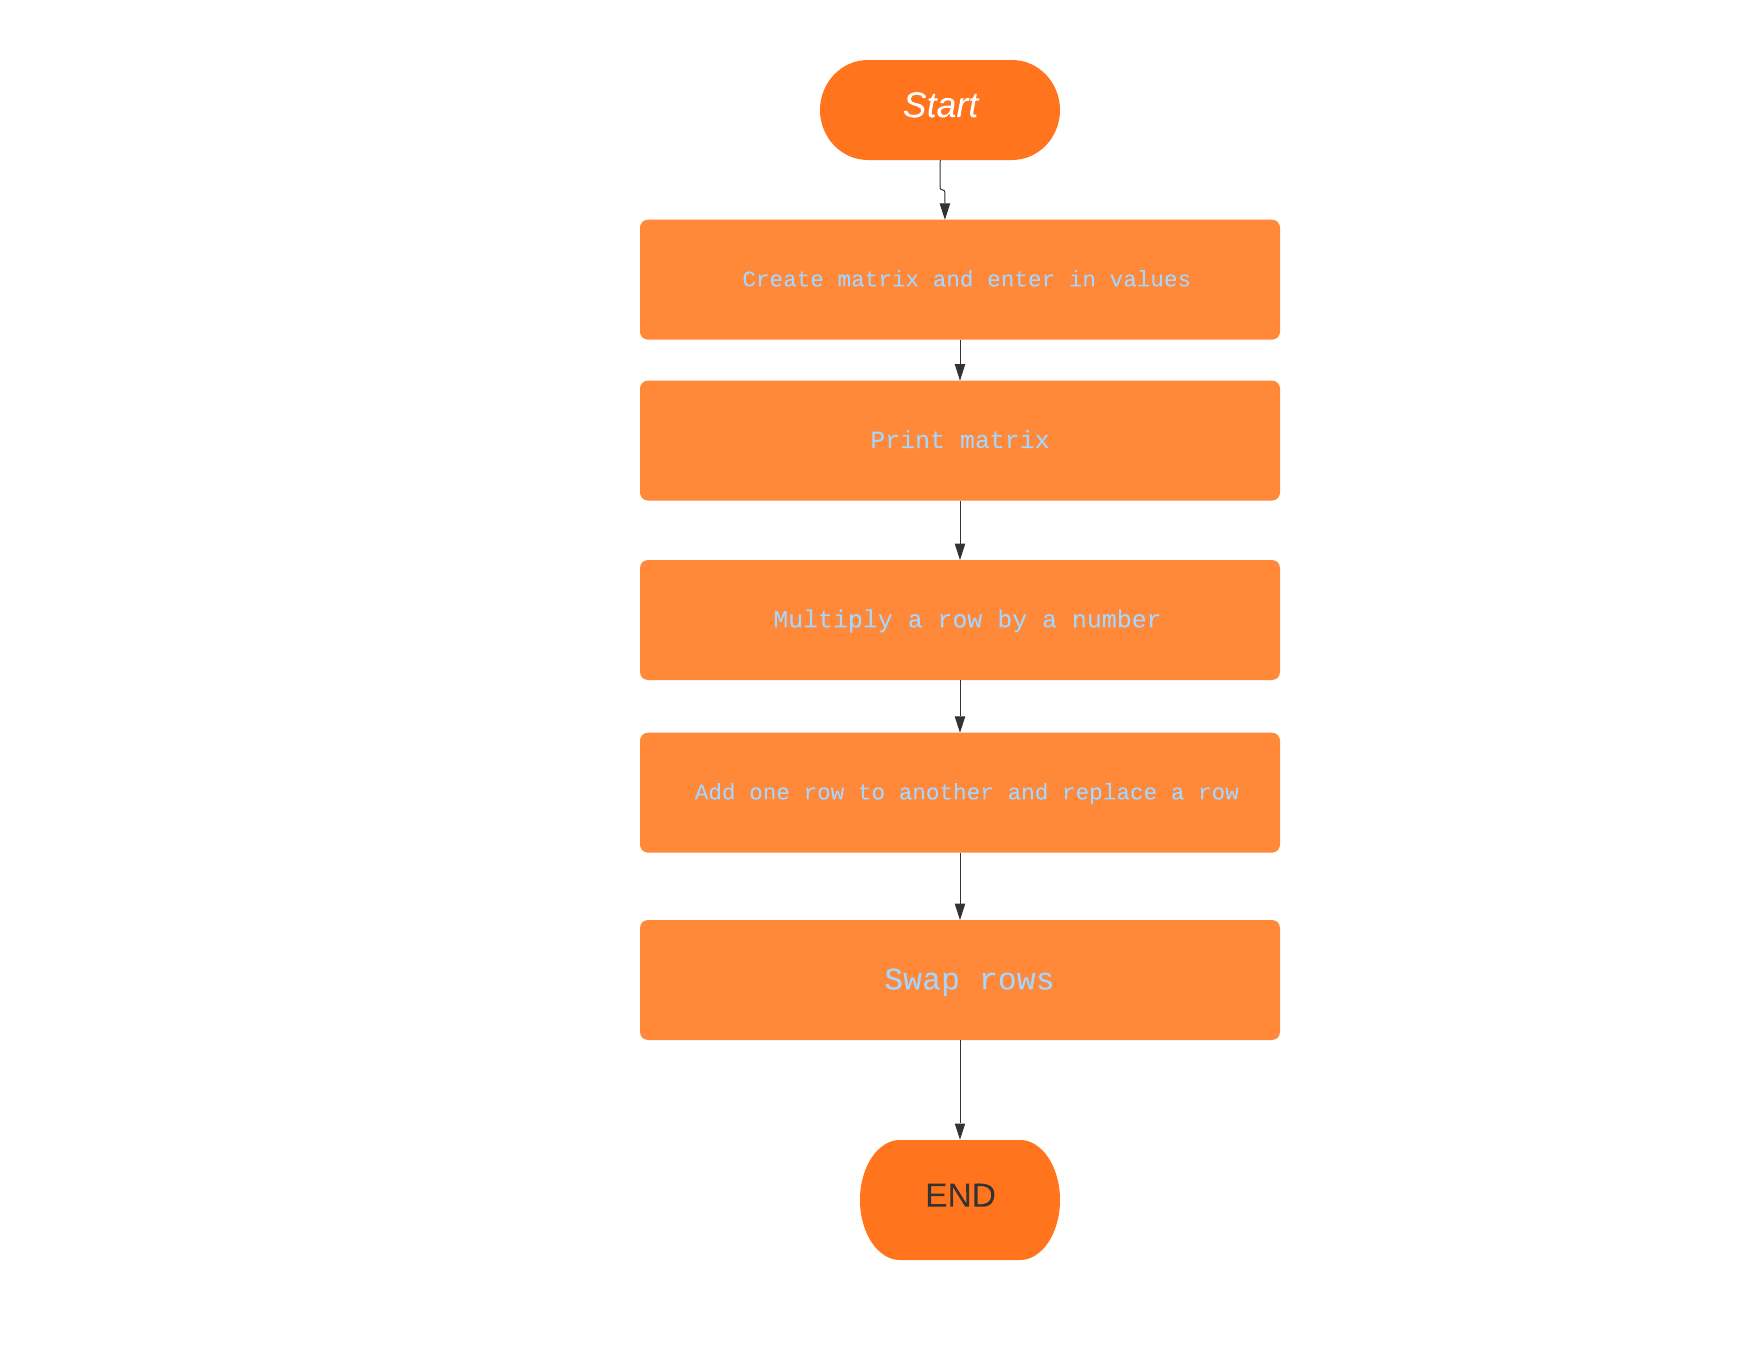 Start
Create matrix and enter in values
Print matrix
Multiply a row by a number
Add one row to another and replace a row
Swap rows
END